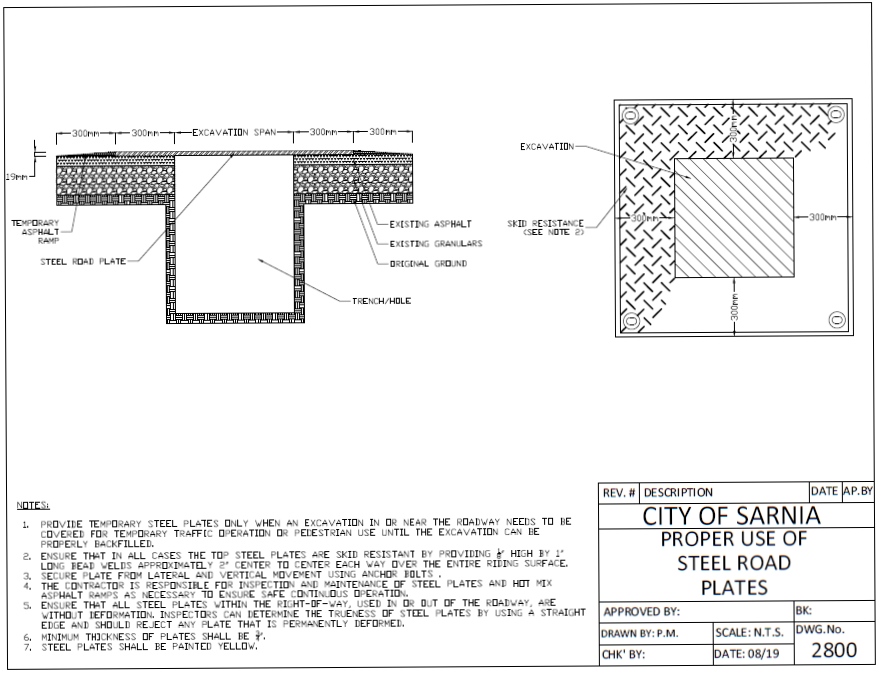 300mm 300mm EXCAVATION SPAN 300mm 300mm
19mm
TEMPORARY
ASPHALT
RAMP
STEEL ROAD PLATE
EXISTING ASPHALT
EXISTING GRANULARS
ORIGINAL GROUND
TRENCH/HOLE
EXCAVATION
SKID RESISTANCE
(SEE NOTE 2)
300mm
300mm
300mm
300mm
NOTES:
1. PROVIDE TEMPORARY STEEL PLATES ONLY WHEN AN EXCAVATION IN OR NEAR THE ROADWAY NEEDS TO BE
COVERED FOR TEMPORARY TRAFFIC OPERATION OR PEDESTRIAN USE UNTIL THE EXCAVATION CAN BE
PROPERLY BACKFILLED.
2. ENSURE THAT IN ALL CASES THE TOP STEEL PLATES ARE SKID RESISTANT BY PROVIDING HIGH BY 1"
LONG BEAD WELDS APPROXIMATELY 2" CENTER TO CENTER EACH WAY OVER THE ENTIRE RIDING SURFACE.
3. SECURE PLATE FROM LATERAL AND VERTICAL MOVEMENT USING ANCHOR BOLTS .
4. THE CONTRACTOR IS RESPONSIBLE FOR INSPECTION AND MAINTENANCE OF STEEL PLATES AND HOT MIX
ASPHALT RAMPS AS NECESSARY TO ENSURE SAFE CONTINUOUS OPERATION.
5. ENSURE THAT ALL STEEL PLATES WITHIN THE RIGHT-OF-WAY, USED IN OR OUT OF THE ROADWAY, ARE
WITHOUT DEFORMATION. INSPECTORS CAN DETERMINE THE TRUENESS OF STEEL PLATES BY USING A STRAIGHT
EDGE AND SHOULD REJECT ANY PLATE THAT IS PERMANENTLY DEFORMED.
6. MINIMUM THICKNESS OF PLATES SHALL BE
7. STEEL PLATES SHALL BE PAINTED YELLOW.
REV. # DESCRIPTION DATE AP.BY
CITY OF SARNIA
PROPER USE OF
STEEL ROAD
PLATES
APPROVED BY: BK:
DRAWN BY: P.M. SCALE: N.T.S. DWG.No.
CHK' BY: DATE: 08/19 2800